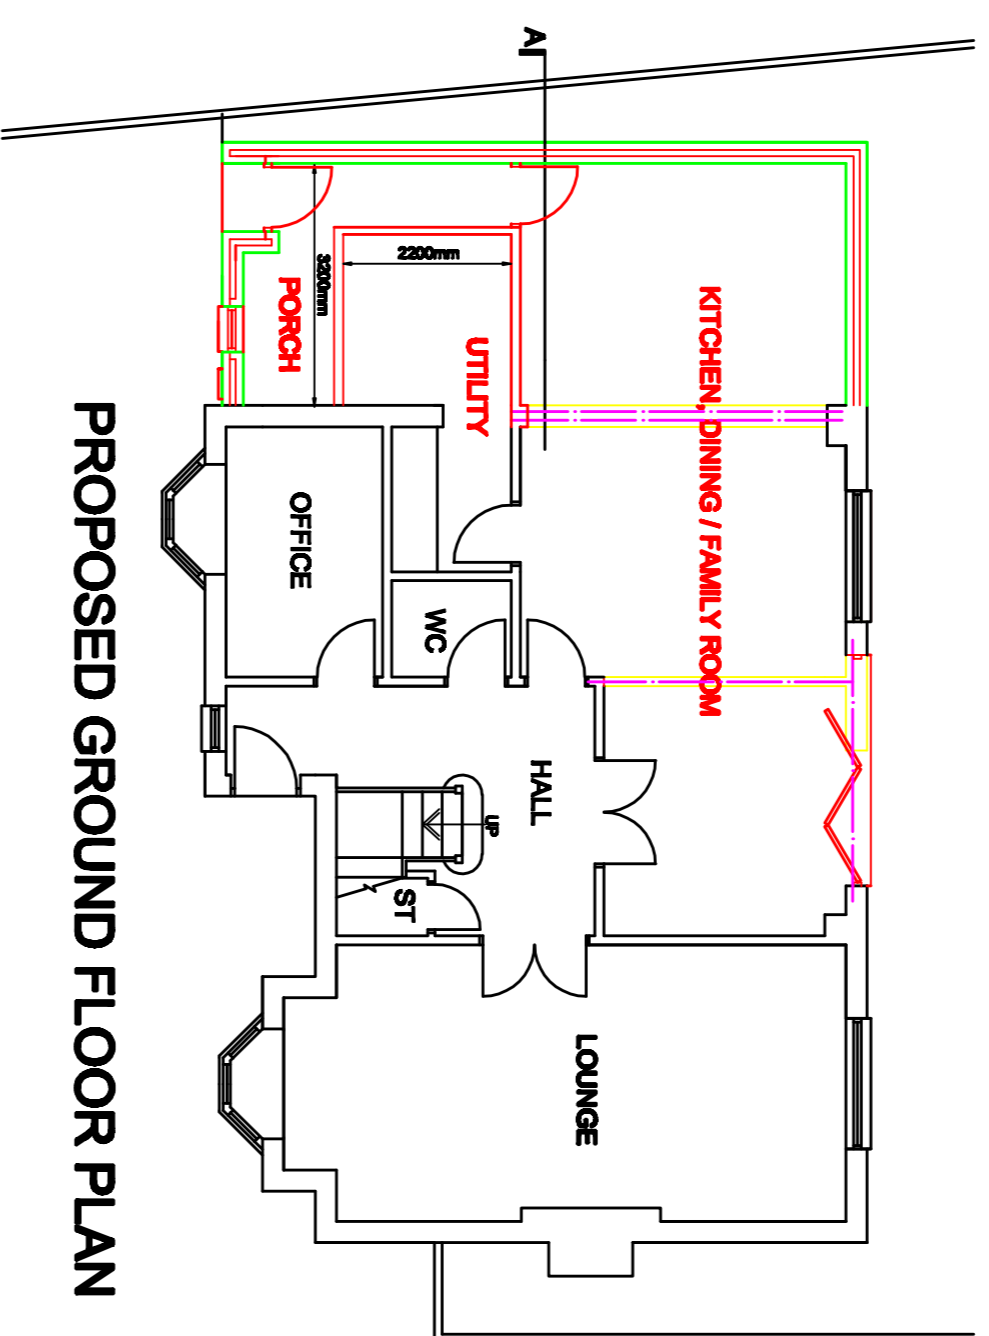 A
KITCHEN, DINING / FAMILY ROOM
2200mm
3200mm
PORCH
UTILITY
OFFICE
WC
HALL
UP
ST
LOUNGE
PROPOSED GROUND FLOOR PLAN